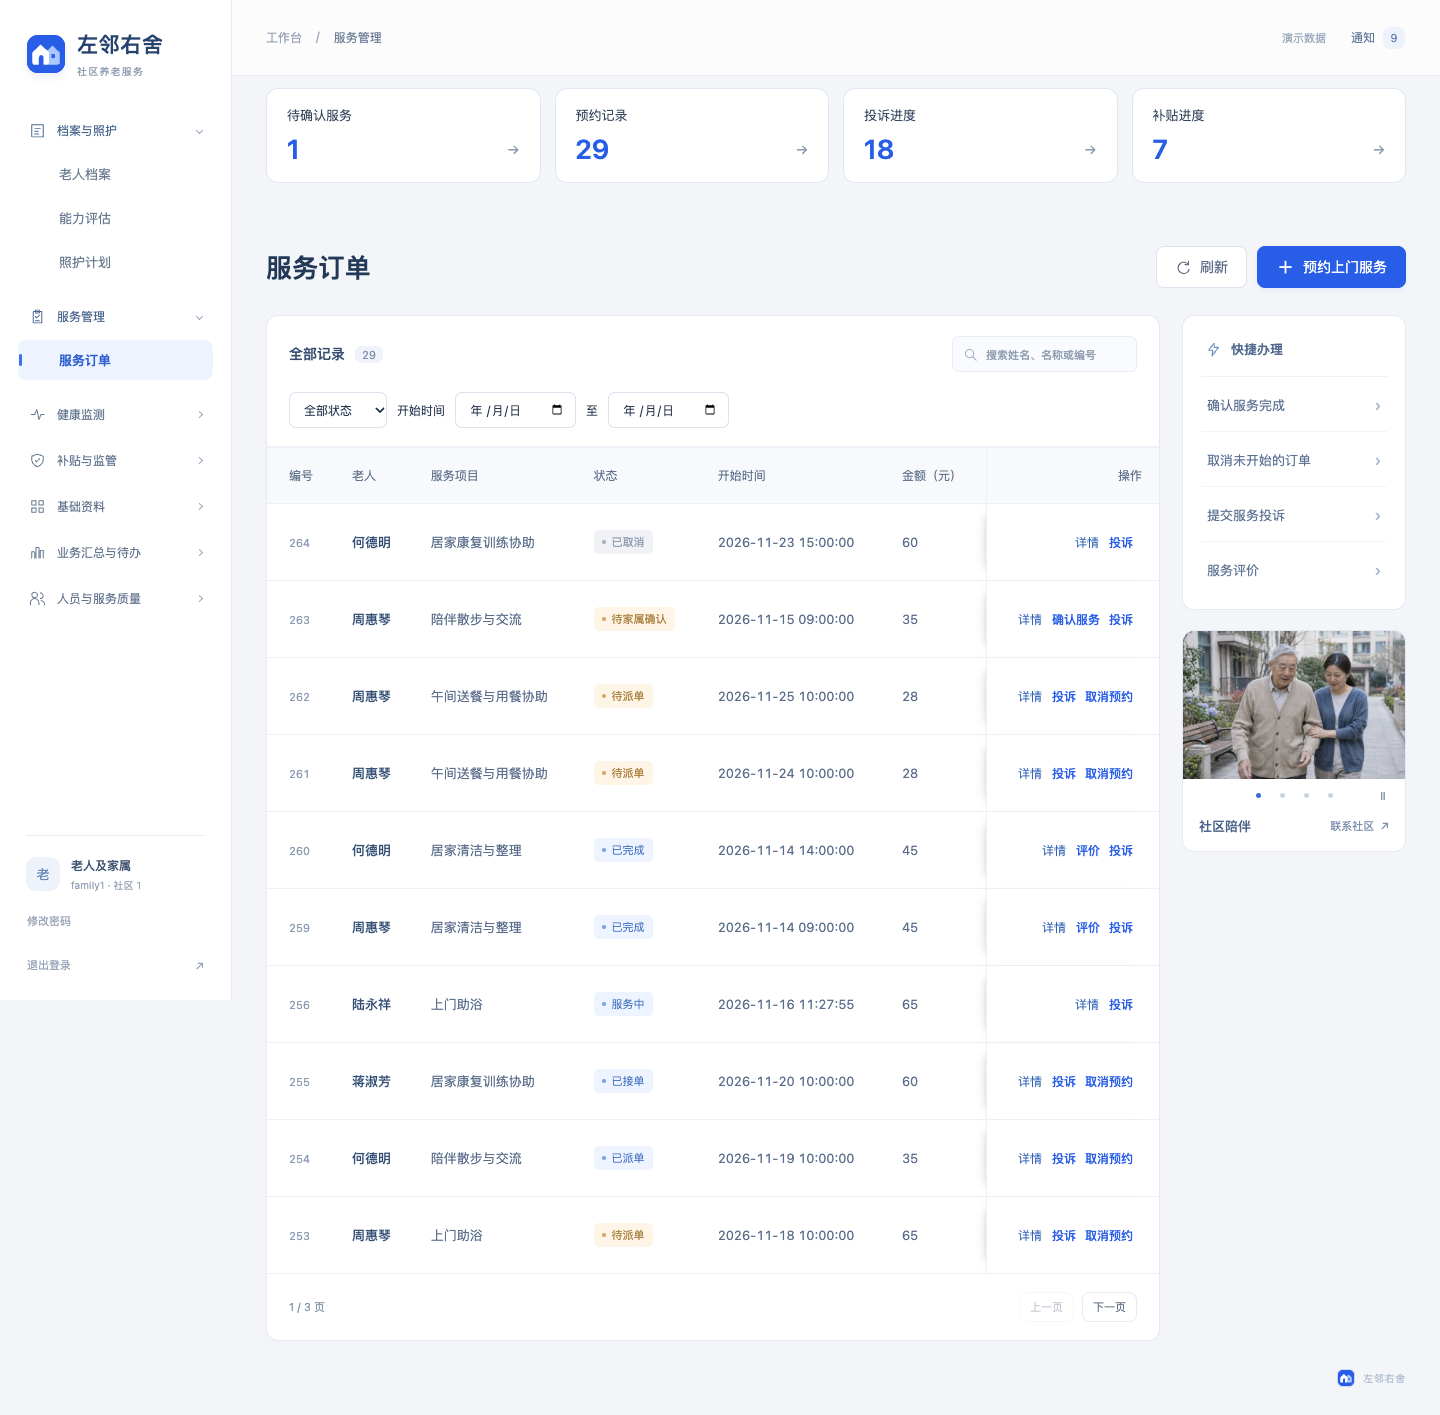 左邻右舍
社区养老服务
档案与照护
老人档案
能力评估
照护计划
服务管理
服务订单
健康监测
补贴与监管
基础资料
业务汇总与待办
人员与服务质量
老 老人及家属
family1 · 社区 1
修改密码
退出登录
工作台 / 服务管理
演示数据 通知 9
待确认服务
1
预约记录
29
投诉进度
18
补贴进度
7
服务订单
刷新
预约上门服务
全部记录 29
搜索姓名、名称或编号
全部状态 开始时间 年 /月/日 至 年 /月/日
编号 老人 服务项目 状态 开始时间 金额（元） 操作
264 何德明 居家康复训练协助 已取消 2026-11-23 15:00:00 60 详情 投诉
263 周惠琴 陪伴散步与交流 待家属确认 2026-11-15 09:00:00 35 详情 确认服务 投诉
262 周惠琴 午间送餐与用餐协助 待派单 2026-11-25 10:00:00 28 详情 投诉 取消预约
261 周惠琴 午间送餐与用餐协助 待派单 2026-11-24 10:00:00 28 详情 投诉 取消预约
260 何德明 居家清洁与整理 已完成 2026-11-14 14:00:00 45 详情 评价 投诉
259 周惠琴 居家清洁与整理 已完成 2026-11-14 09:00:00 45 详情 评价 投诉
256 陆永祥 上门助浴 服务中 2026-11-16 11:27:55 65 详情 投诉
255 蒋淑芳 居家康复训练协助 已接单 2026-11-20 10:00:00 60 详情 投诉 取消预约
254 何德明 陪伴散步与交流 已派单 2026-11-19 10:00:00 35 详情 投诉 取消预约
253 周惠琴 上门助浴 待派单 2026-11-18 10:00:00 65 详情 投诉 取消预约
1 / 3 页
上一页 下一页
快捷办理
确认服务完成
取消未开始的订单
提交服务投诉
服务评价
社区陪伴 联系社区
左邻右舍